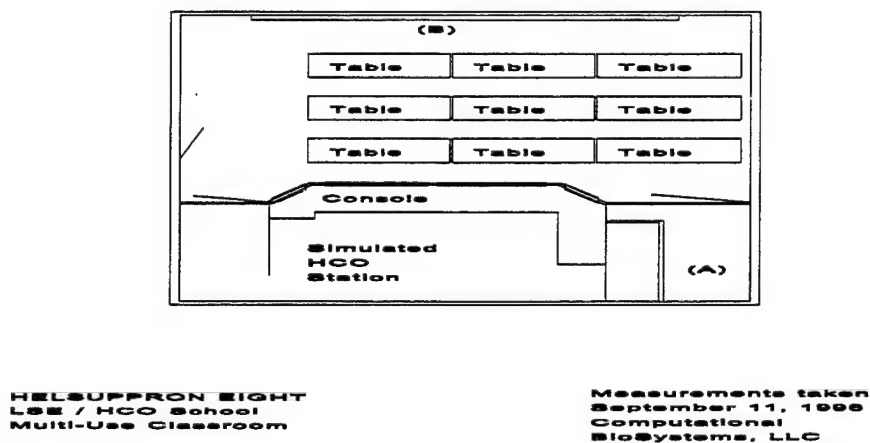 (B)
Table Table Table
Table Table Table
Table Table Table
Console
Simulated
HCO
Station
(A)
HELSUPPRON EIGHT
LSE / HCO School
Multi-Use Classroom
Measurements taken
September 11, 1996
Computational
BioSystems, LLC